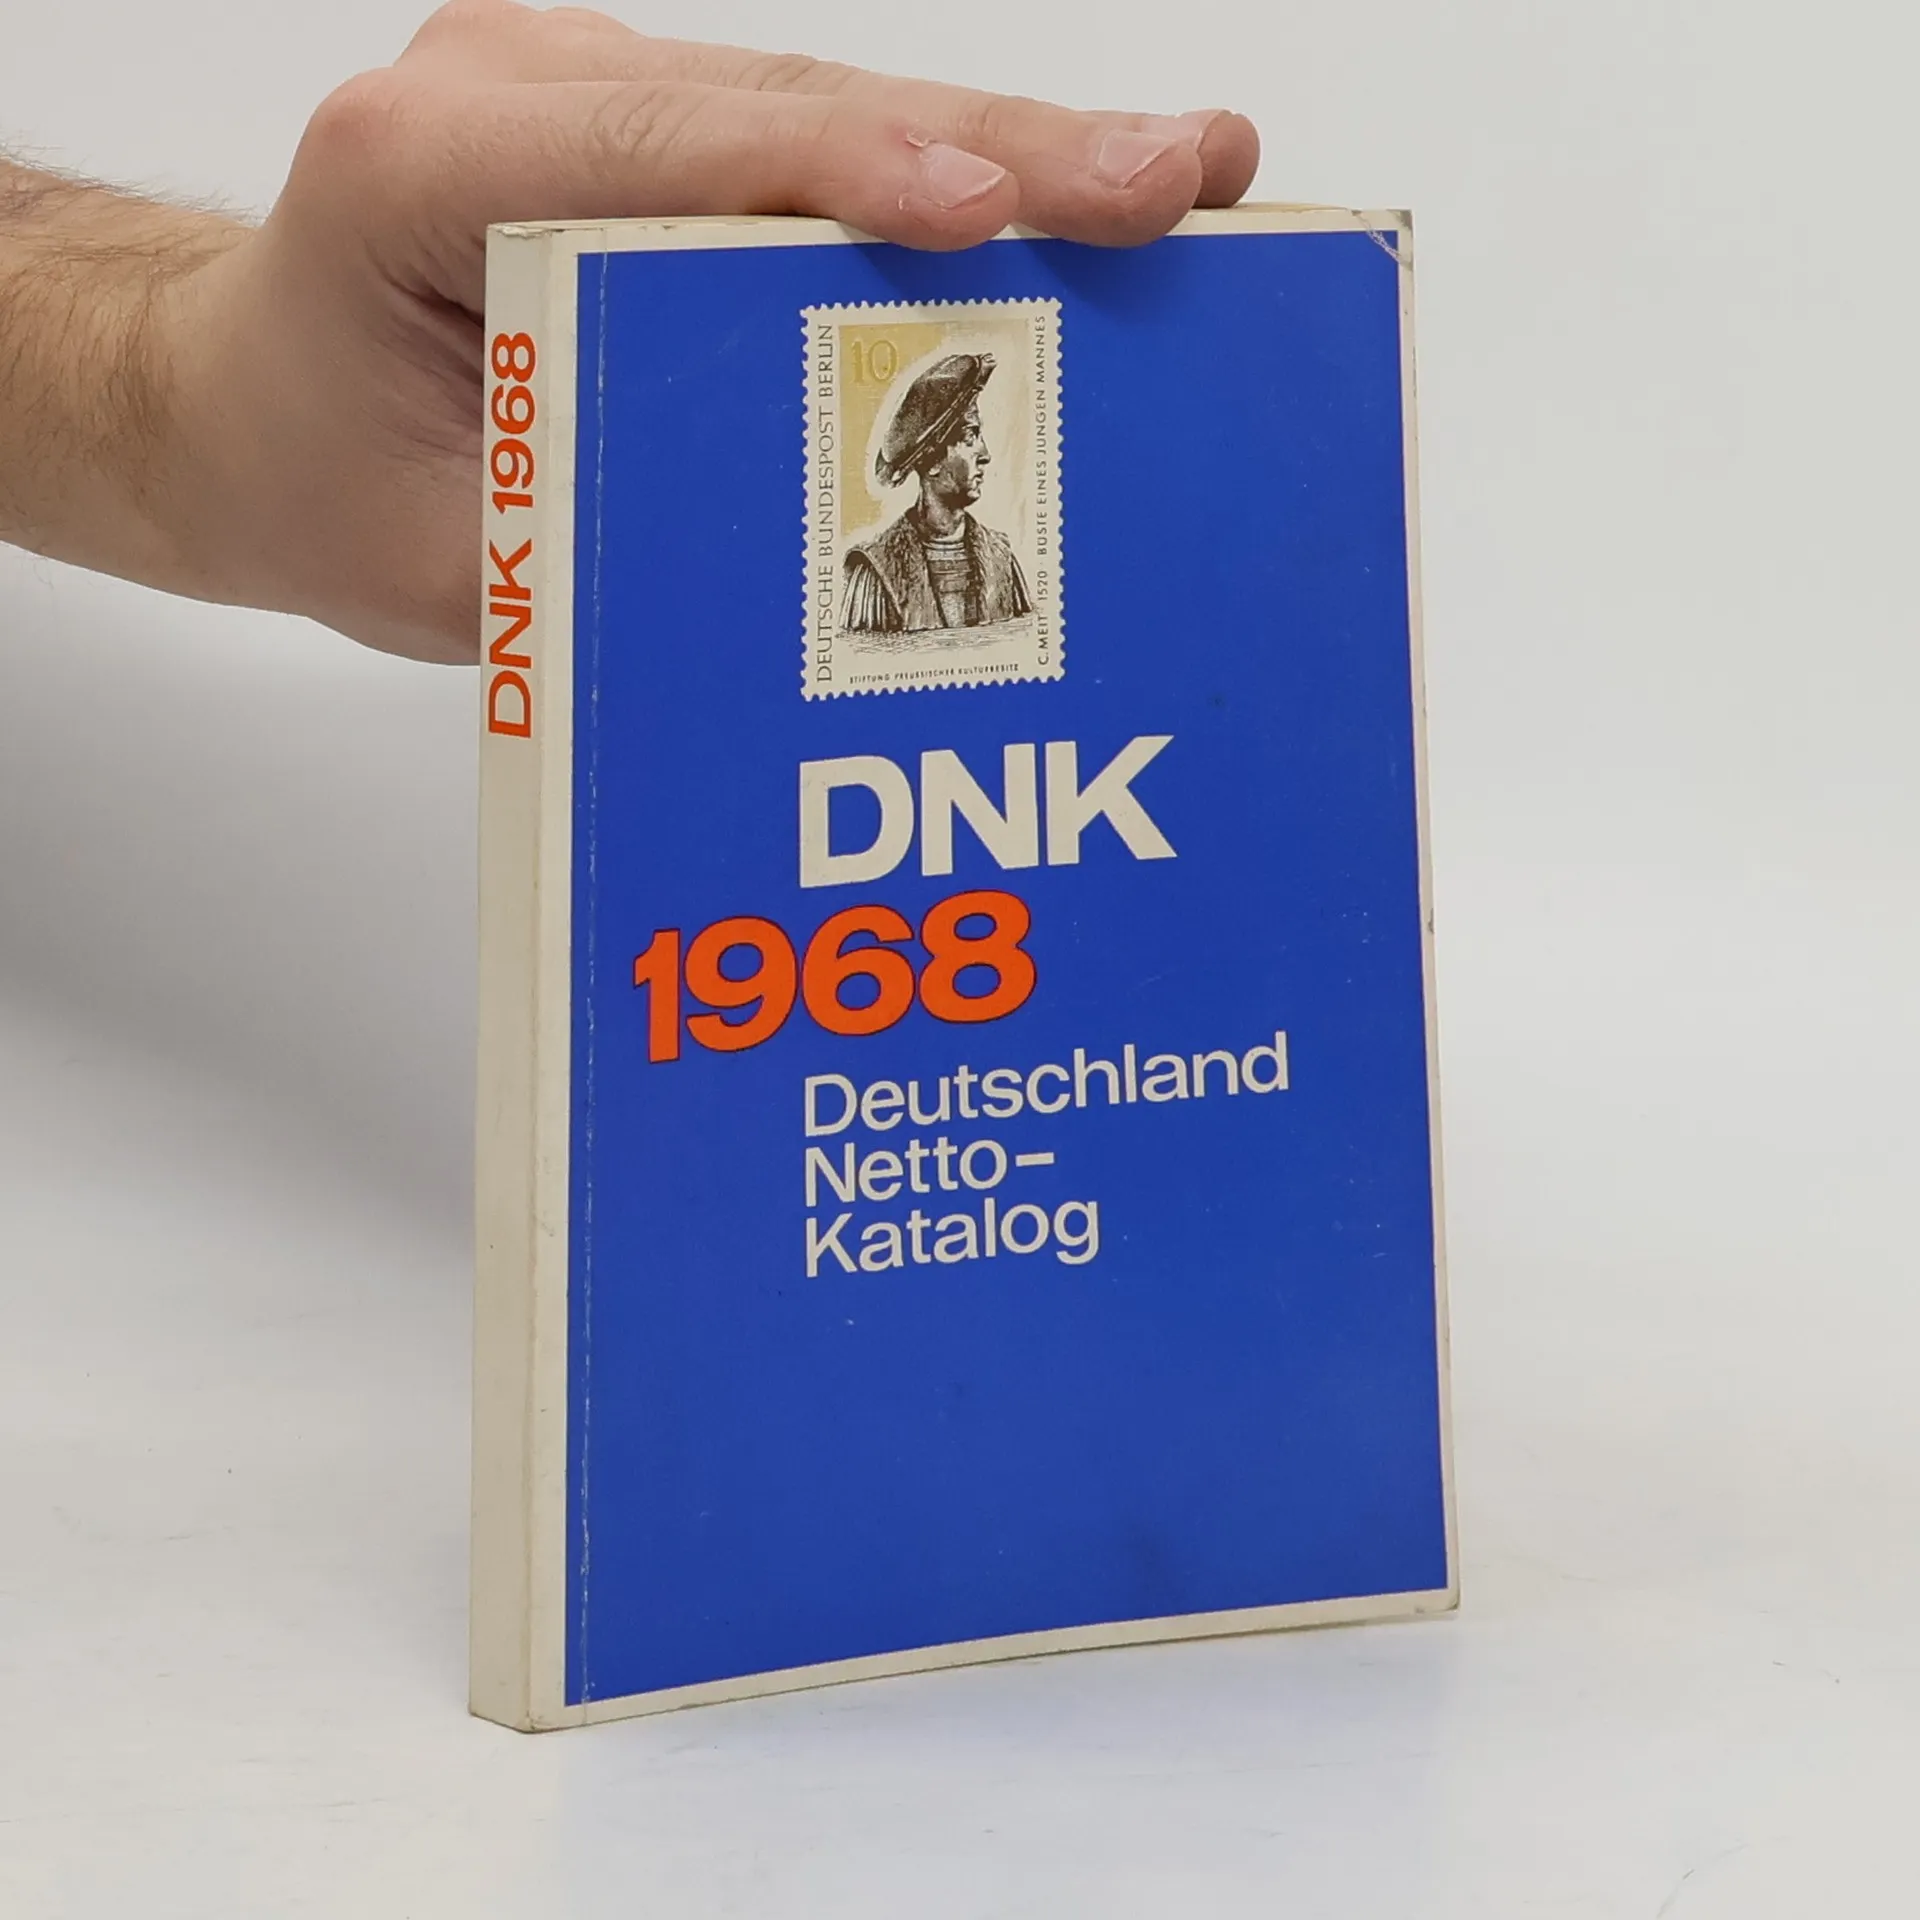 DNK 1968
DEUTSCHE BUNDESPOST BERLIN
10
C. MEIT 1520 · BÜSTE EINES JUNGEN MANNES
STIFTUNG PREUSSISCHER KULTURBESITZ
DNK
1968
Deutschland
Netto-
Katalog